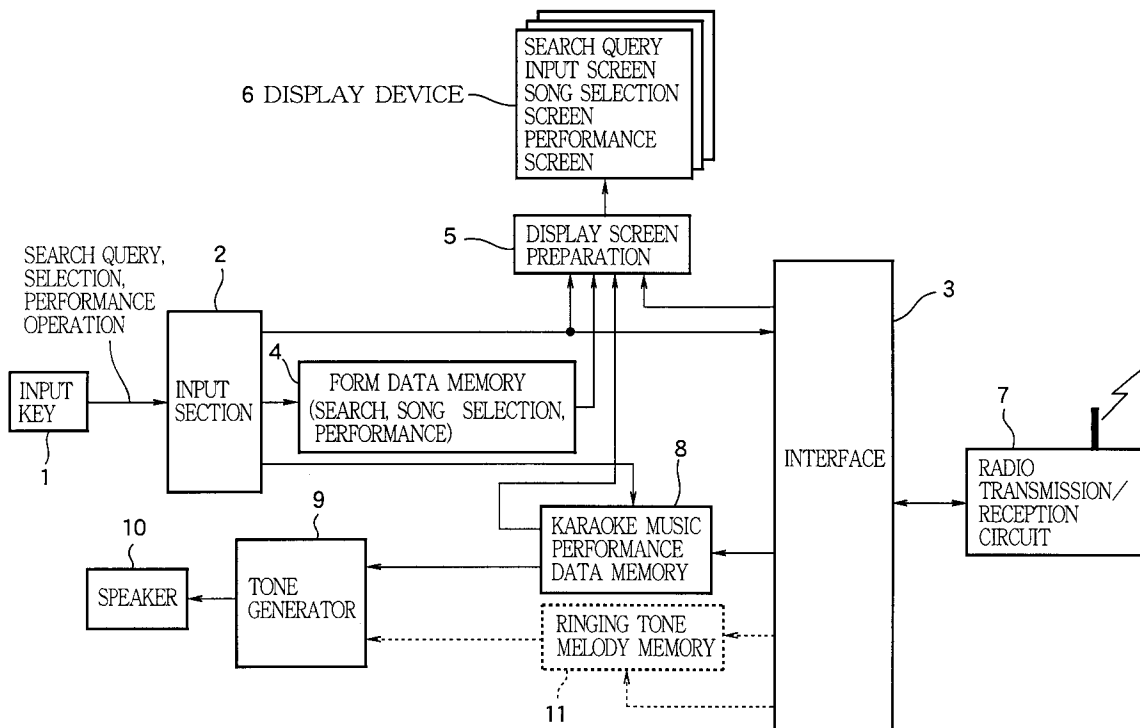 SEARCH QUERY
INPUT SCREEN
SONG SELECTION
SCREEN
PERFORMANCE
SCREEN
6 DISPLAY DEVICE
5
DISPLAY SCREEN
PREPARATION
SEARCH QUERY,
SELECTION,
PERFORMANCE
OPERATION
2
3
INPUT
KEY
1
INPUT
SECTION
4
FORM DATA MEMORY
(SEARCH, SONG SELECTION,
PERFORMANCE)
INTERFACE
7
RADIO
TRANSMISSION/
RECEPTION
CIRCUIT
8
KARAOKE MUSIC
PERFORMANCE
DATA MEMORY
9
TONE
GENERATOR
10
SPEAKER
RINGING TONE
MELODY MEMORY
11